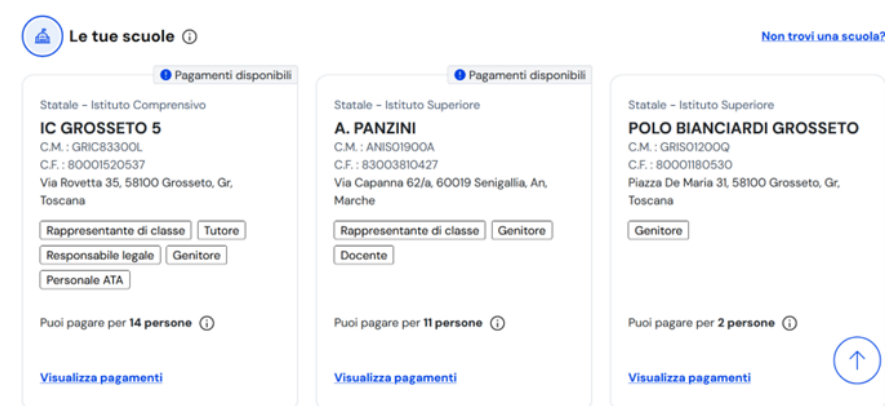 Le tue scuole
Non trovi una scuola?
Pagamenti disponibili
Statale - Istituto Comprensivo
IC GROSSETO 5
C.M. : GRIC83300L
C.F. : 80001520537
Via Rovetta 35, 58100 Grosseto, Gr,
Toscana
Rappresentante di classe Tutore
Responsabile legale Genitore
Personale ATA
Puoi pagare per 14 persone
Visualizza pagamenti
Pagamenti disponibili
Statale - Istituto Superiore
A. PANZINI
C.M. : ANIS01900A
C.F. : 83003810427
Via Capanna 62/a, 60019 Senigallia, An,
Marche
Rappresentante di classe Genitore
Docente
Puoi pagare per 11 persone
Visualizza pagamenti
Statale - Istituto Superiore
POLO BIANCIARDI GROSSETO
C.M. : GRIS01200Q
C.F. : 80001180530
Piazza De Maria 31, 58100 Grosseto, Gr,
Toscana
Genitore
Puoi pagare per 2 persone
Visualizza pagamenti